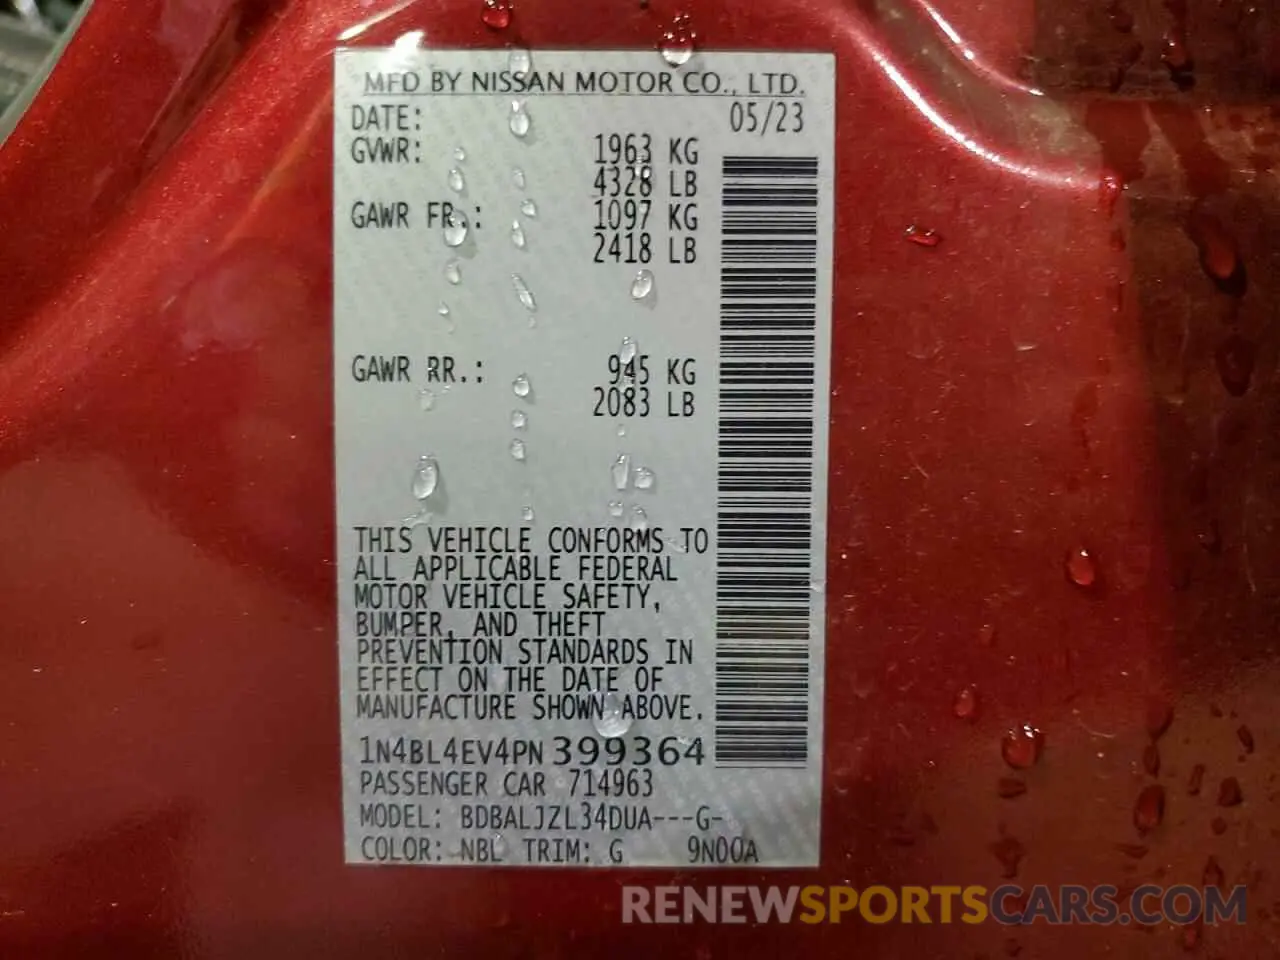 MFD BY NISSAN MOTOR CO., LTD.
DATE: 05/23
GVWR: 1963 KG
4328 LB
GAWR FR.: 1097 KG
2418 LB
GAWR RR.: 945 KG
2083 LB
THIS VEHICLE CONFORMS TO
ALL APPLICABLE FEDERAL
MOTOR VEHICLE SAFETY,
BUMPER, AND THEFT
PREVENTION STANDARDS IN
EFFECT ON THE DATE OF
MANUFACTURE SHOWN ABOVE.
1N4BL4EV4PN399364
PASSENGER CAR 714963
MODEL: BDBALJZL34DUA---G-
COLOR: NBL TRIM: G 9N00A
RENEWSPORTSCARS.COM